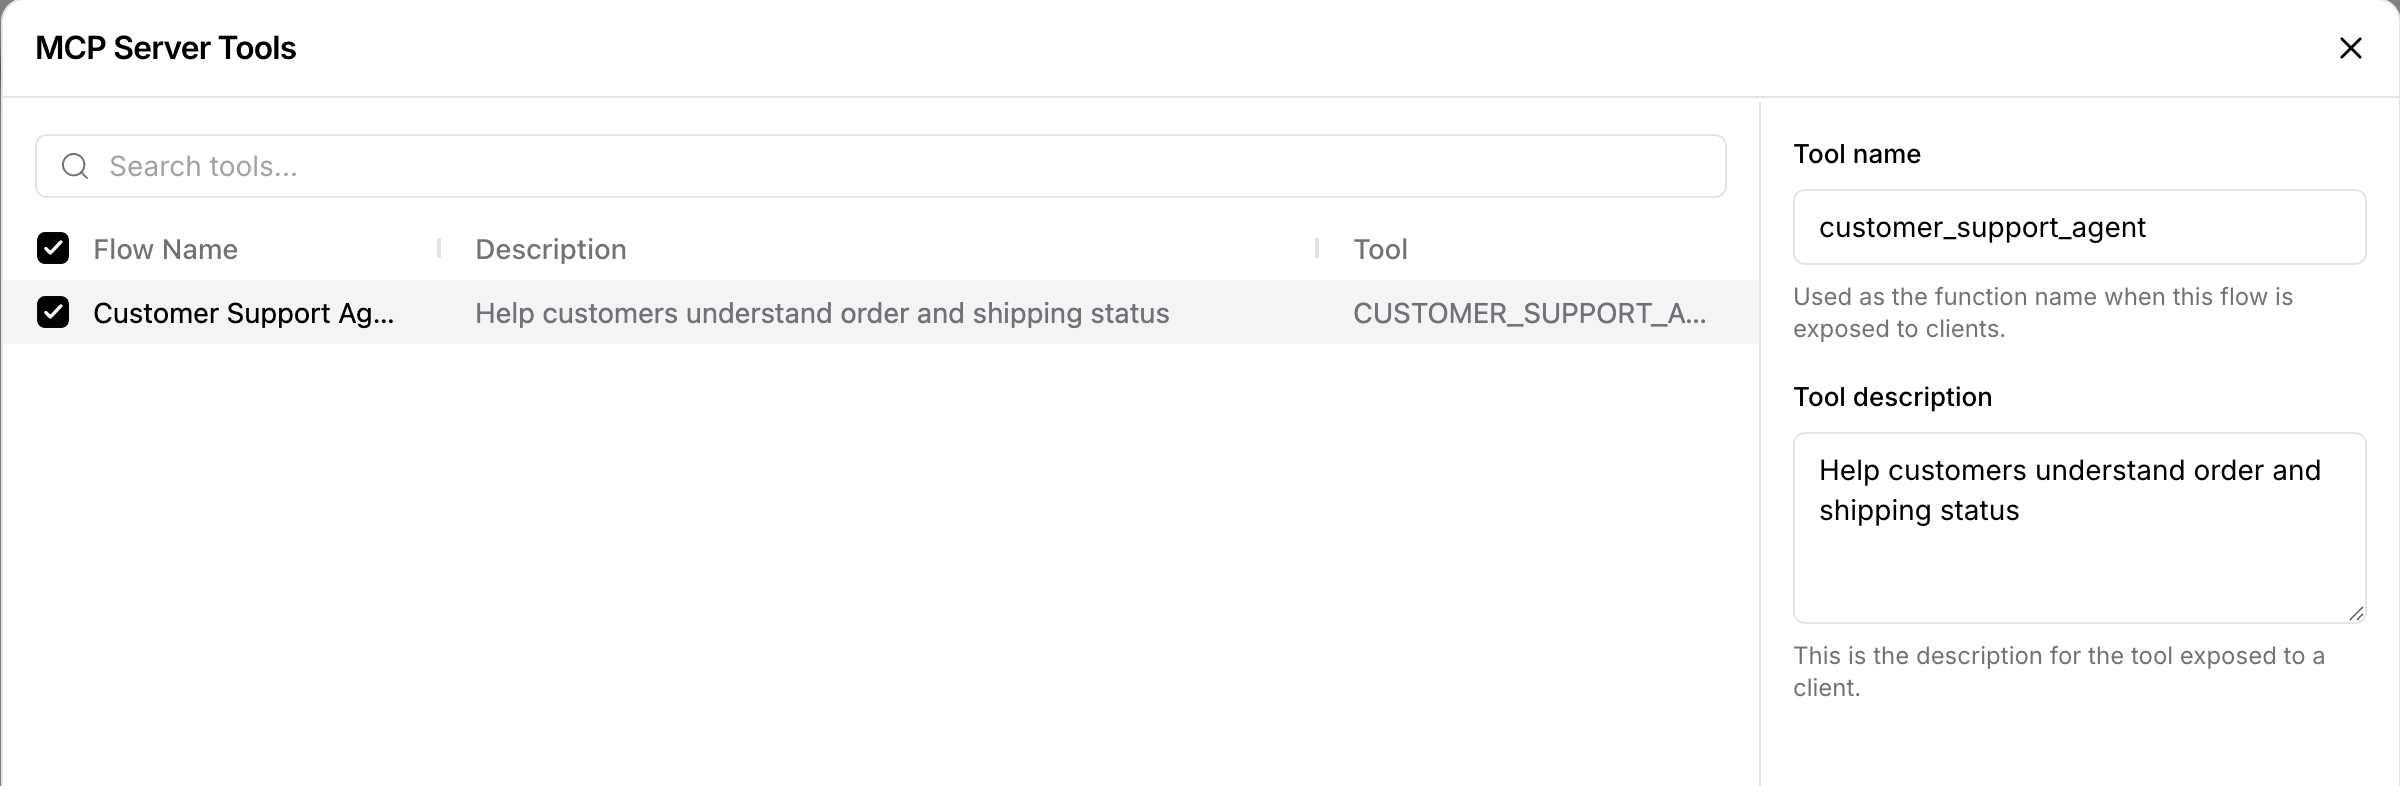 MCP Server Tools
Search tools...
Flow Name
Description
Tool
Customer Support Ag...
Help customers understand order and shipping status
CUSTOMER_SUPPORT_A...
Tool name
customer_support_agent
Used as the function name when this flow is
exposed to clients.
Tool description
Help customers understand order and
shipping status
This is the description for the tool exposed to a
client.